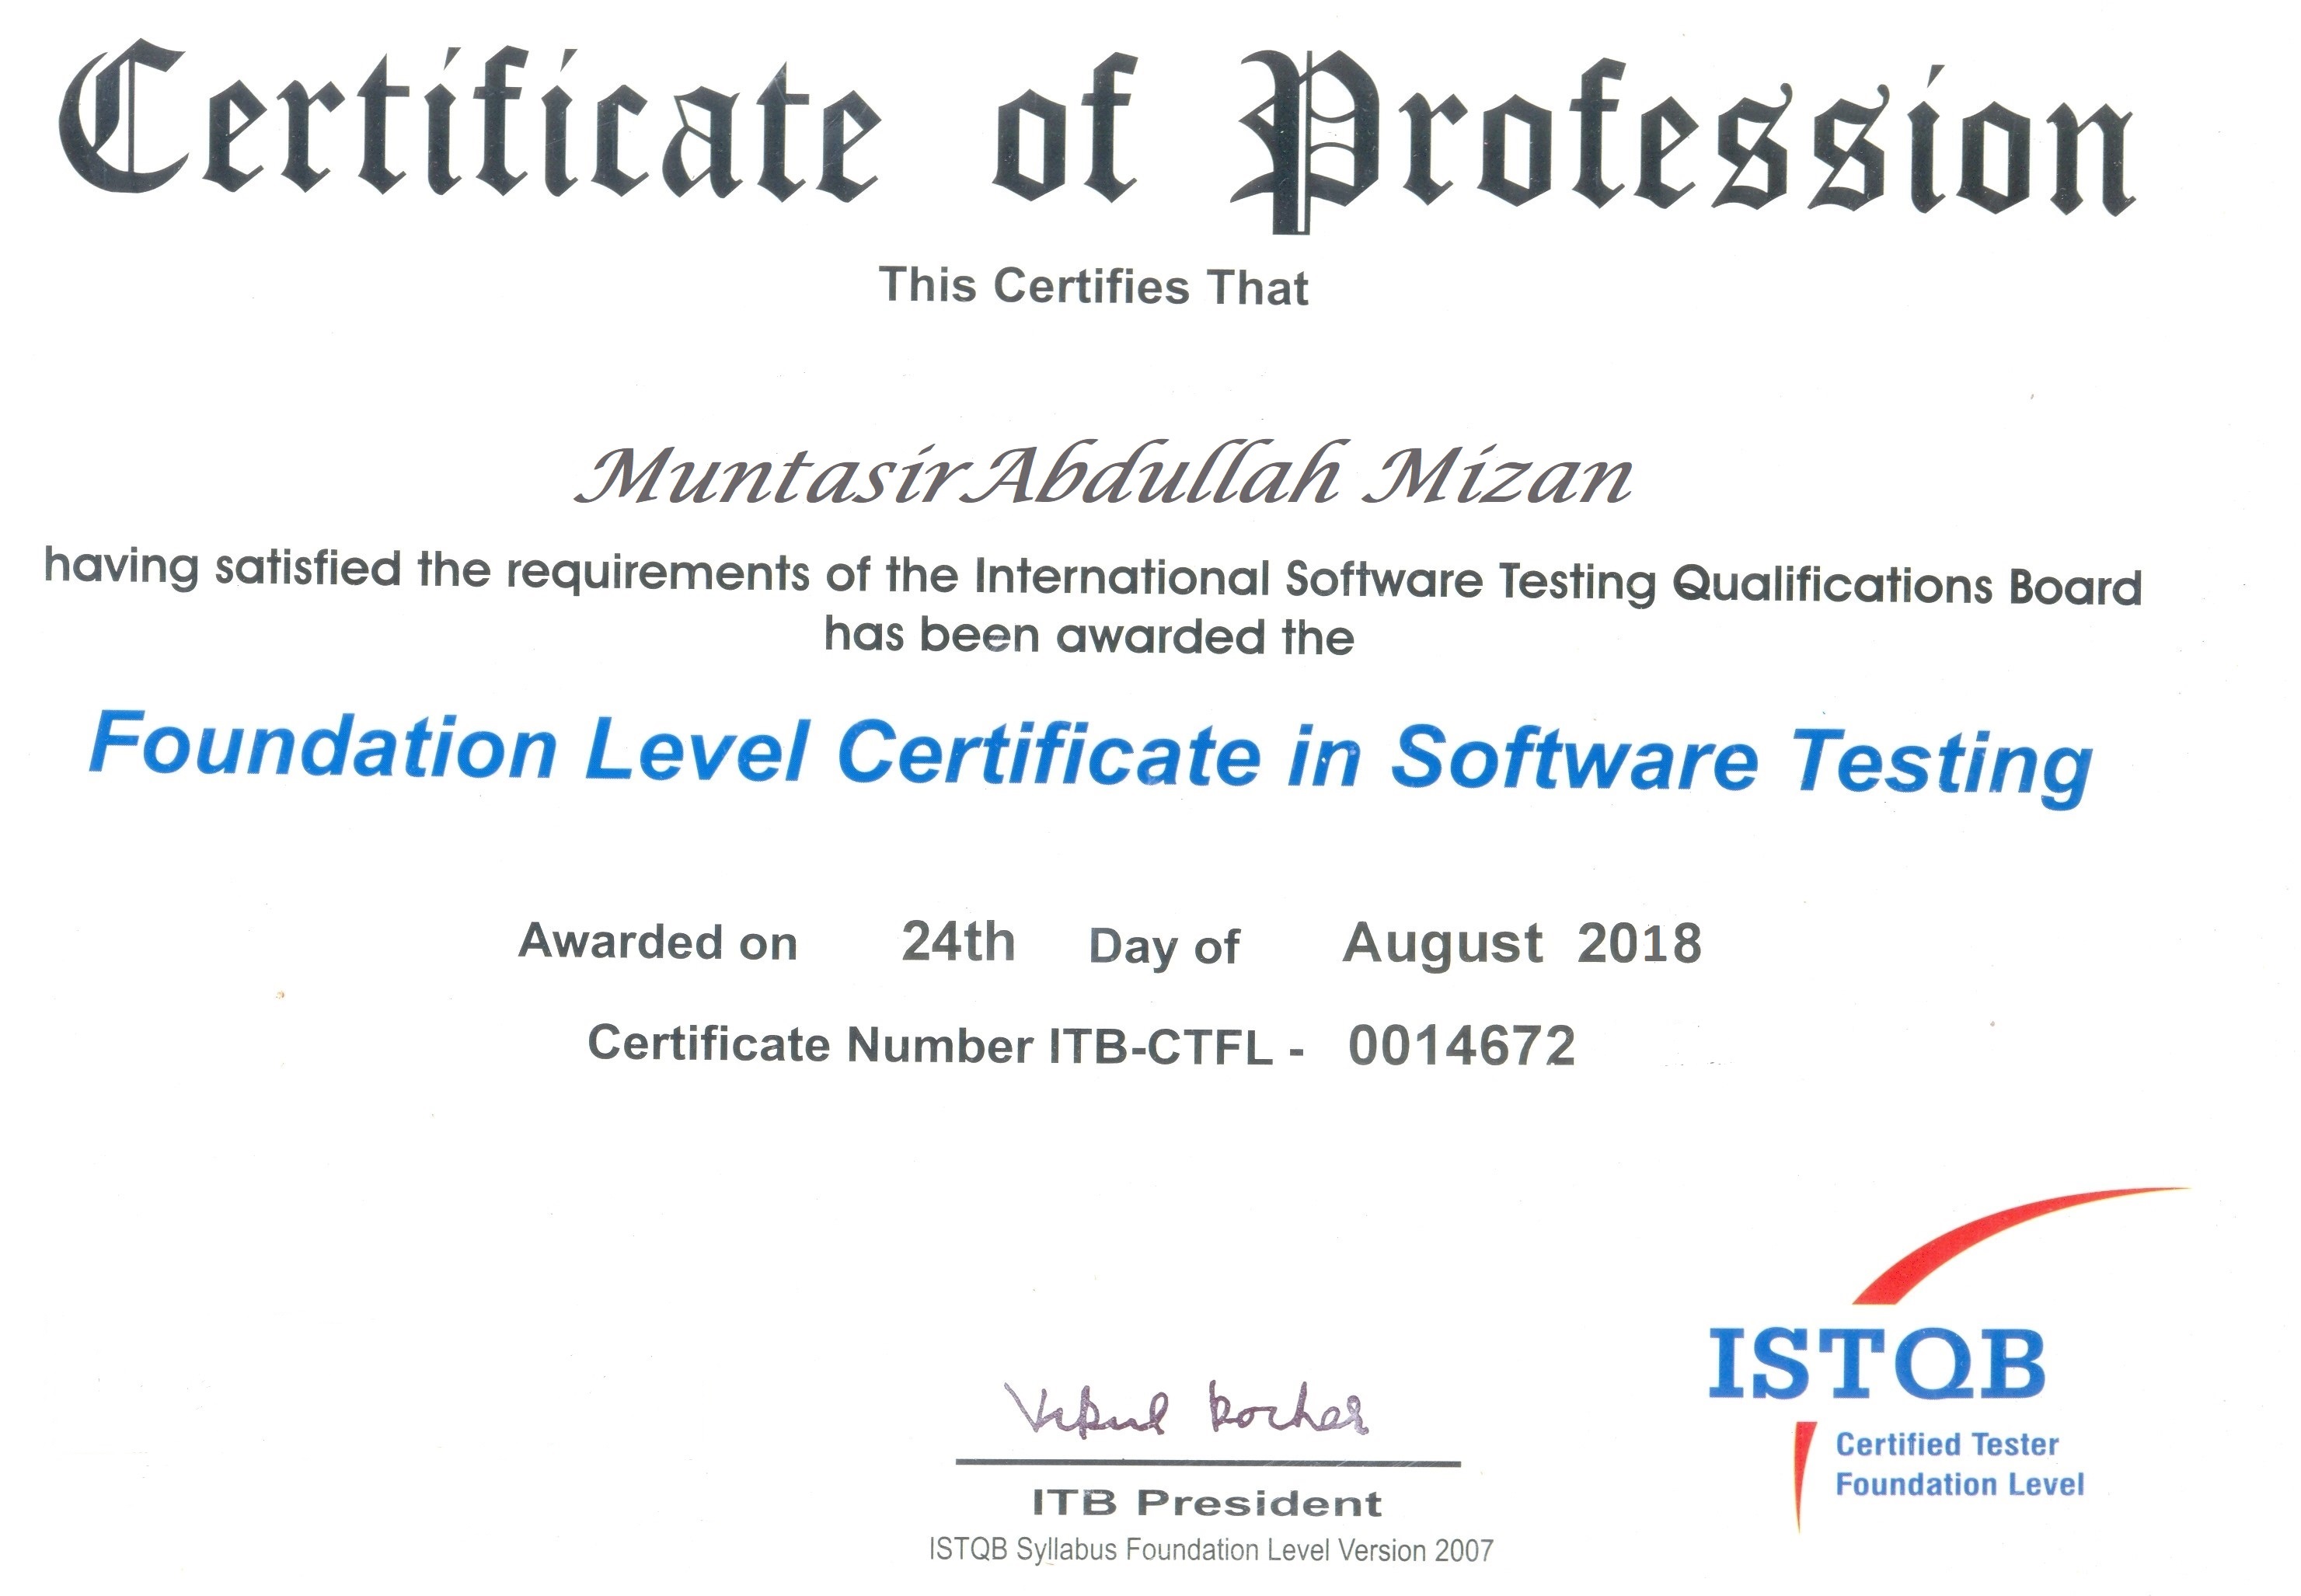 Certificate of Profession
This Certifies That
Muntasir Abdullah Mizan
having satisfied the requirements of the International Software Testing Qualifications Board
has been awarded the
Foundation Level Certificate in Software Testing
Awarded on 24th Day of August 2018
Certificate Number ITB-CTFL - 0014672
ISTQB
Certified Tester
Foundation Level
ITB President
ISTQB Syllabus Foundation Level Version 2007